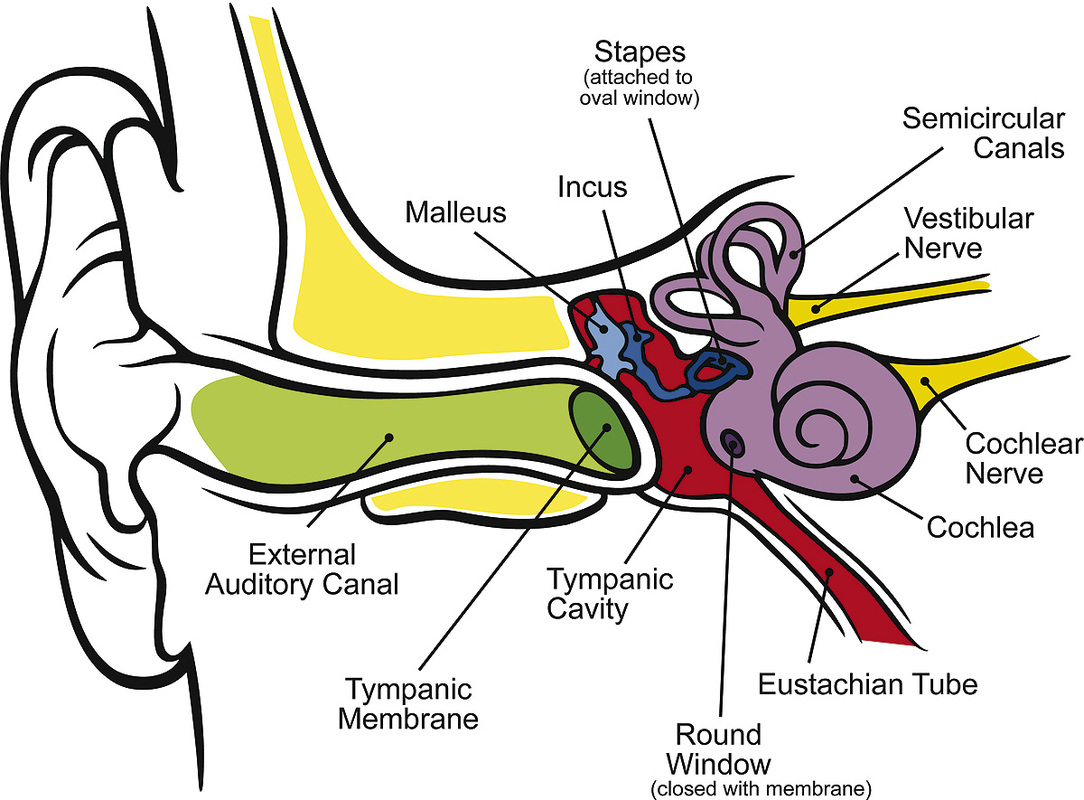 Stapes
(attached to
oval window)
Semicircular
Canals
Incus
Malleus
Vestibular
Nerve
Cochlear
Nerve
Cochlea
External
Auditory Canal
Tympanic
Cavity
Eustachian Tube
Tympanic
Membrane
Round
Window
(closed with membrane)